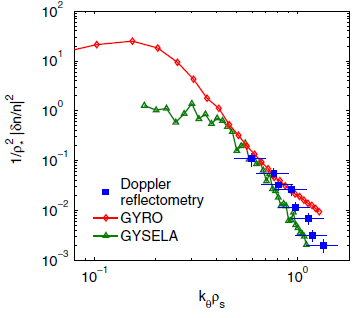 10²
10¹
10⁰
10⁻¹
10⁻²
10⁻³
1/ρ⋆² |δn/n|²
Doppler
reflectometry
GYRO
GYSELA
10⁻¹
10⁰
kθρs